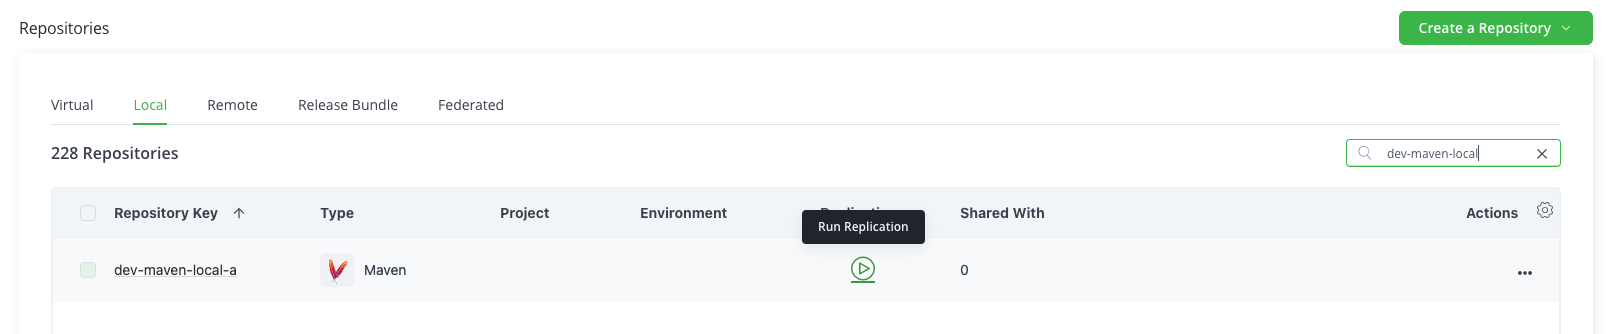 Repositories
Create a Repository
Virtual Local Remote Release Bundle Federated
228 Repositories
dev-maven-local
Repository Key Type Project Environment Shared With Actions
Run Replication
dev-maven-local-a Maven 0